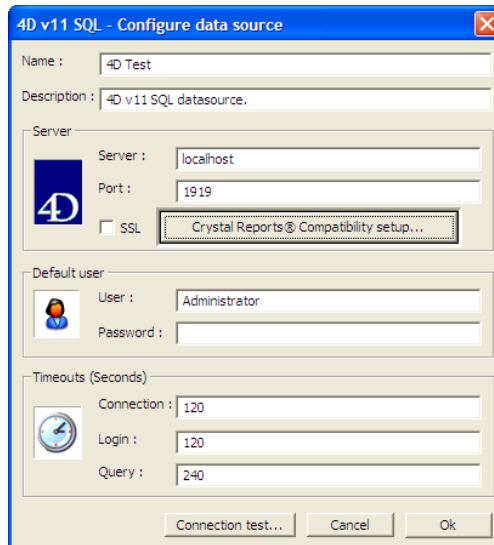 4D v11 SQL - Configure data source
Name : 4D Test
Description : 4D v11 SQL datasource.
Server
Server : localhost
Port : 1919
4D
SSL Crystal Reports® Compatibility setup...
Default user
User : Administrator
Password :
Timeouts (Seconds)
Connection : 120
Login : 120
Query : 240
Connection test... Cancel Ok